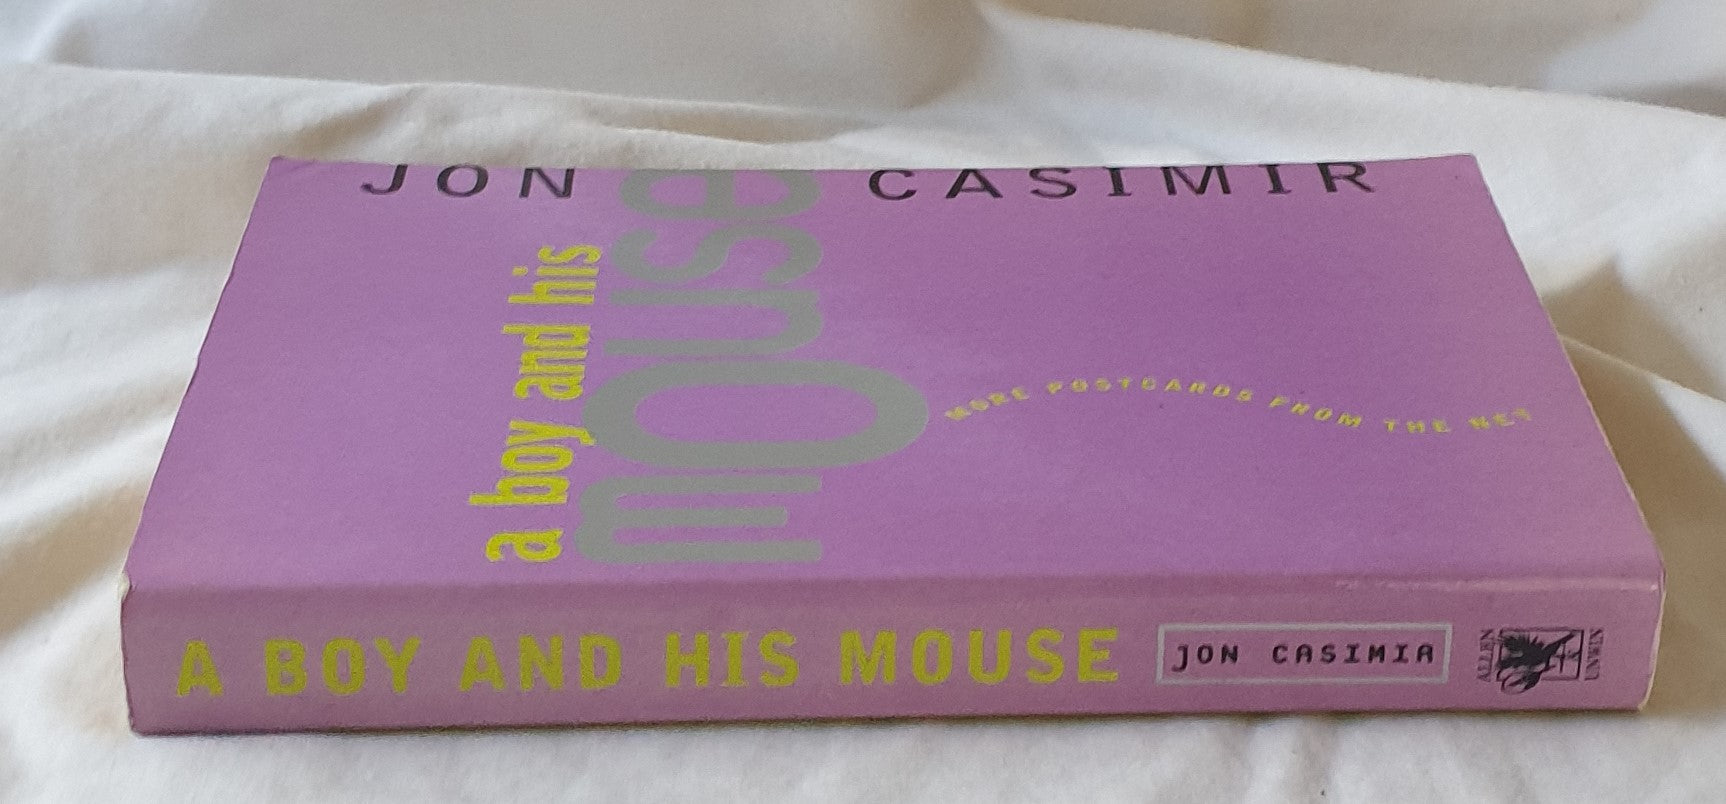 JON CASIMIR
a boy and his
mouse
MORE POSTCARDS FROM THE NET
A BOY AND HIS MOUSE
JON CASIMIR
ALLEN & UNWIN